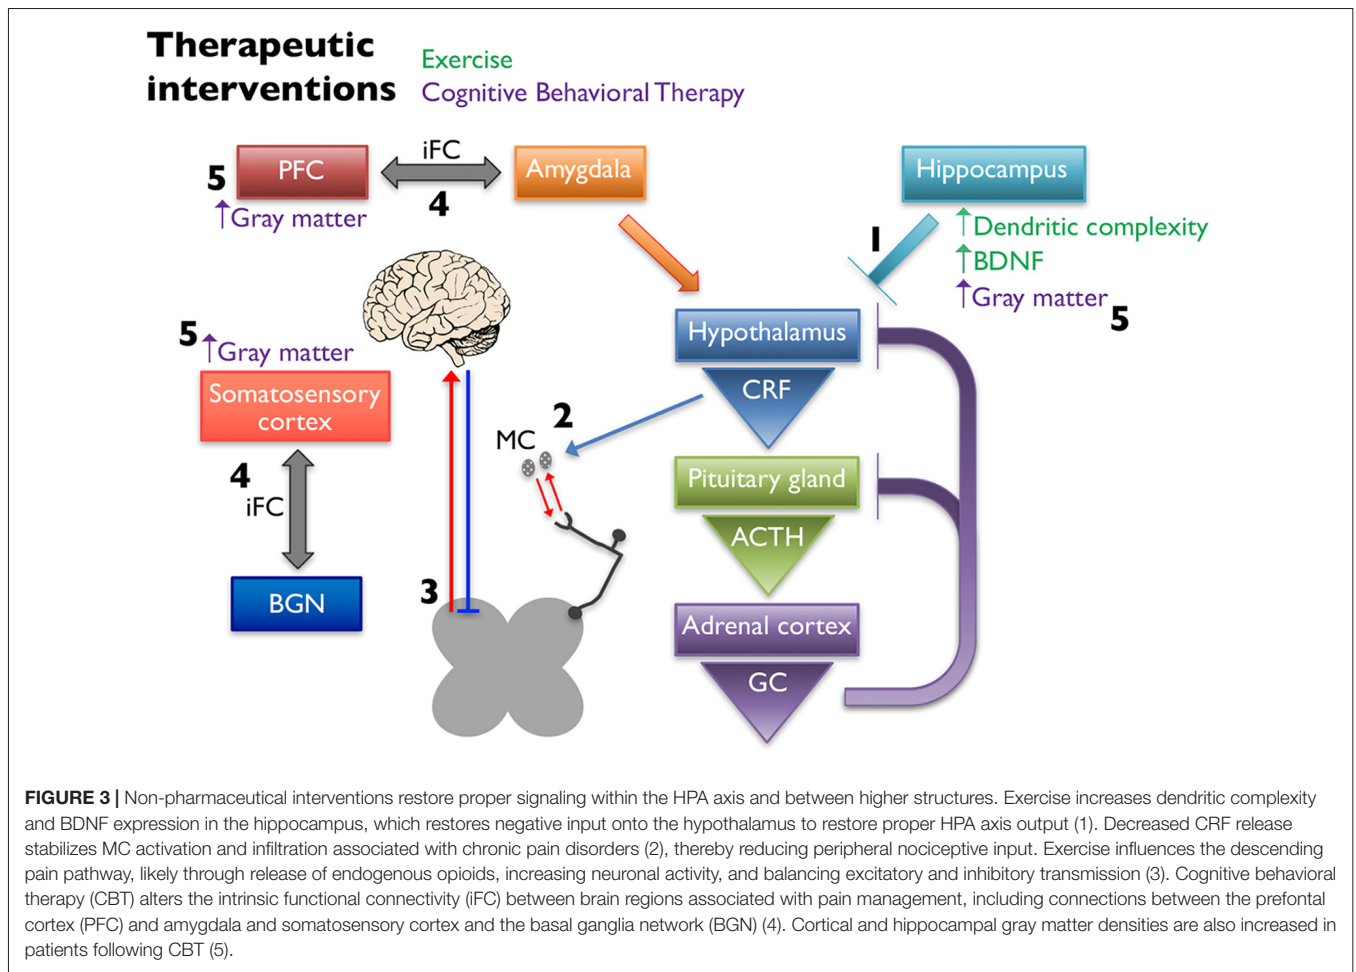 Therapeutic
interventions
Exercise
Cognitive Behavioral Therapy
5
PFC
↑Gray matter
iFC
4
Amygdala
Hippocampus
1
↑Dendritic complexity
↑BDNF
↑Gray matter
5
5
↑Gray matter
Somatosensory
cortex
4
iFC
BGN
2
MC
3
Hypothalamus
CRF
Pituitary gland
ACTH
Adrenal cortex
GC
FIGURE 3 | Non-pharmaceutical interventions restore proper signaling within the HPA axis and between higher structures. Exercise increases dendritic complexity
and BDNF expression in the hippocampus, which restores negative input onto the hypothalamus to restore proper HPA axis output (1). Decreased CRF release
stabilizes MC activation and infiltration associated with chronic pain disorders (2), thereby reducing peripheral nociceptive input. Exercise influences the descending
pain pathway, likely through release of endogenous opioids, increasing neuronal activity, and balancing excitatory and inhibitory transmission (3). Cognitive behavioral
therapy (CBT) alters the intrinsic functional connectivity (iFC) between brain regions associated with pain management, including connections between the prefontal
cortex (PFC) and amygdala and somatosensory cortex and the basal ganglia network (BGN) (4). Cortical and hippocampal gray matter densities are also increased in
patients following CBT (5).